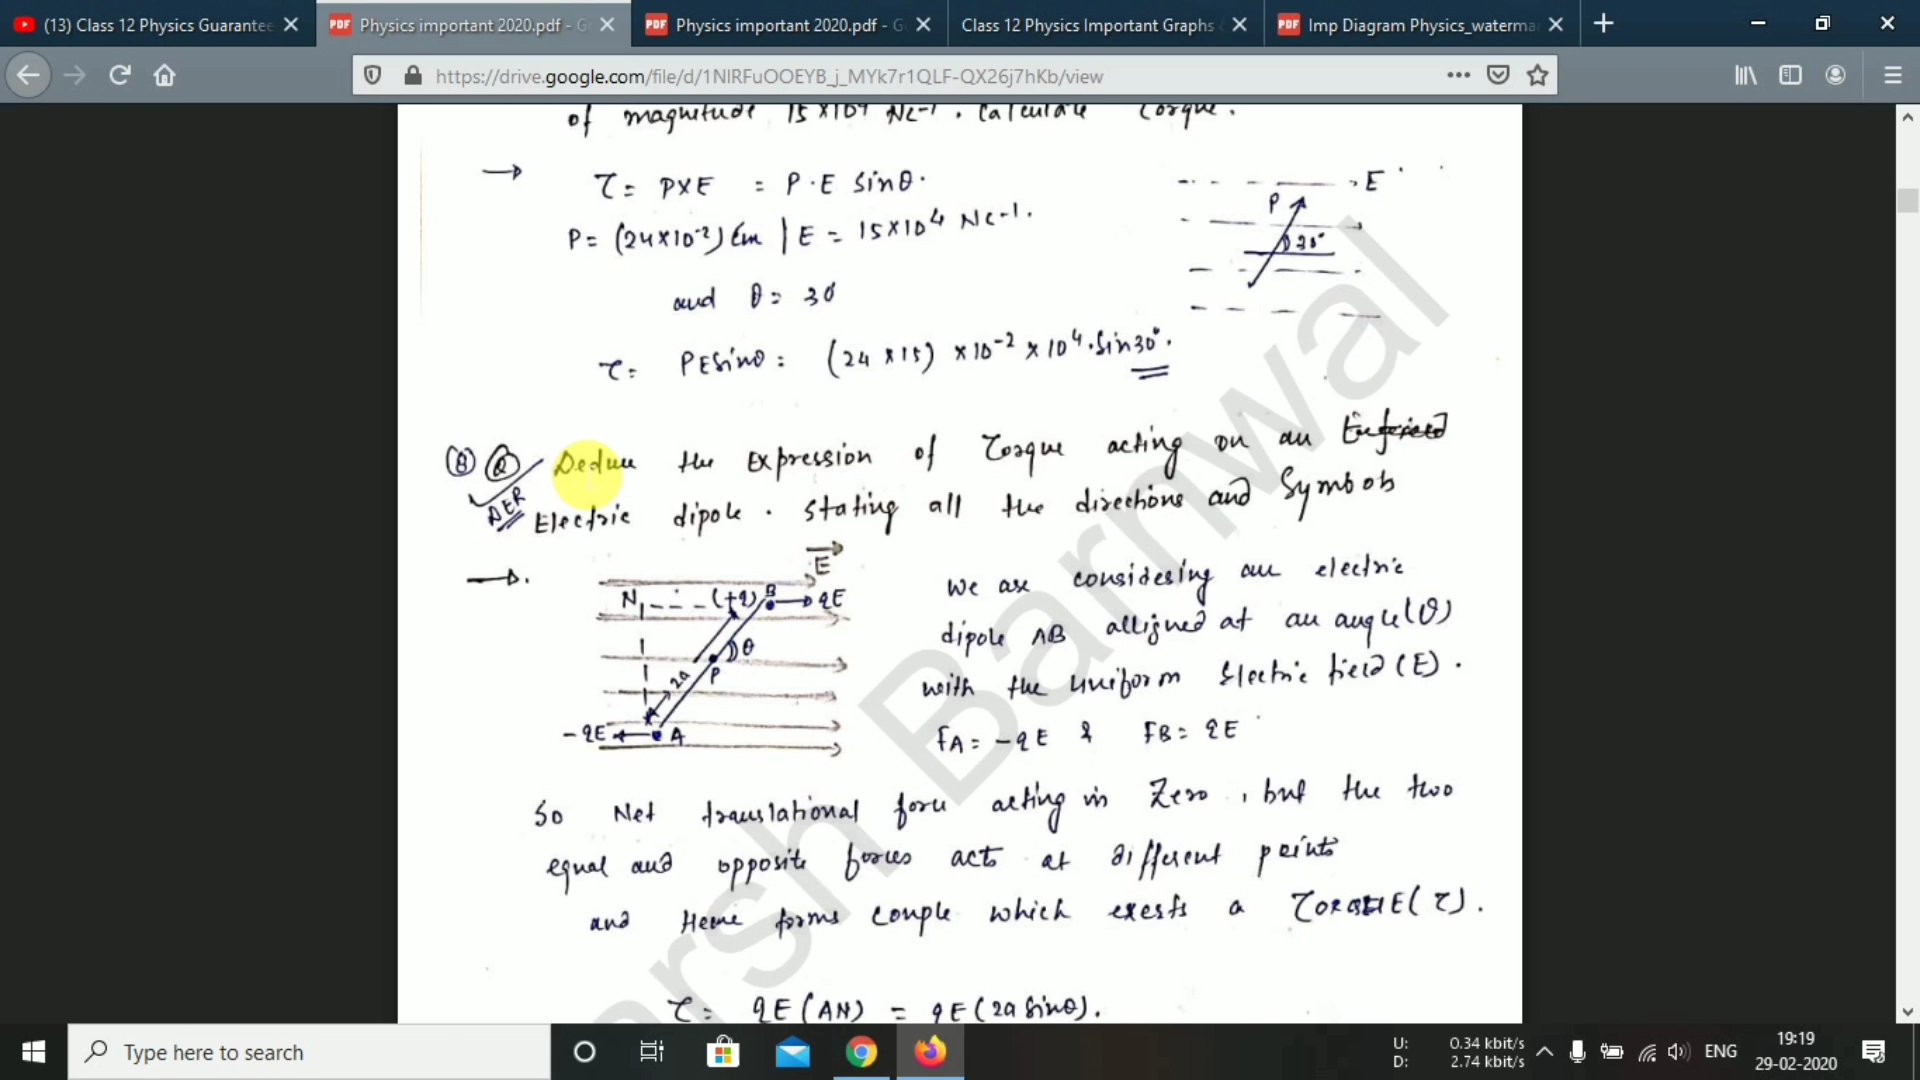 (13) Class 12 Physics Guarantee
Physics important 2020.pdf - G
Physics important 2020.pdf - G
Class 12 Physics Important Graphs
Imp Diagram Physics_waterma
https://drive.google.com/file/d/1NlRFuOOEYB_j_MYk7r1QLF-QX26j7hKb/view
of magnitude 15×10⁴ NC-1. Calculate torque.
→ τ = P×E = P.E sinθ.
P = (24×10-²) Cm | E = 15×10⁴ NC-1.
and θ = 30°
τ = PEsinθ = (24×15) ×10-² × 10⁴.sin30°.
E
P
30°
(B) (Q) Deduce the Expression of Torque acting on an
DER
Electric dipole. Stating all the directions and Symbols
→.
E
N (+q) B qE
θ
2a P
-qE A
We are considering an electric
dipole AB alligned at an angle(θ)
with the Uniform Electric field (E).
FA = -qE & FB = qE
So Net translational force acting is Zero, but the two
equal and opposite forces acts at different points
and Hence forms couple which exests a TORQUE(τ).
τ = qE(AN) = qE(2a sinθ).
arsh Barnwal
Type here to search
U: 0.34 kbit/s
D: 2.74 kbit/s
ENG
19:19
29-02-2020